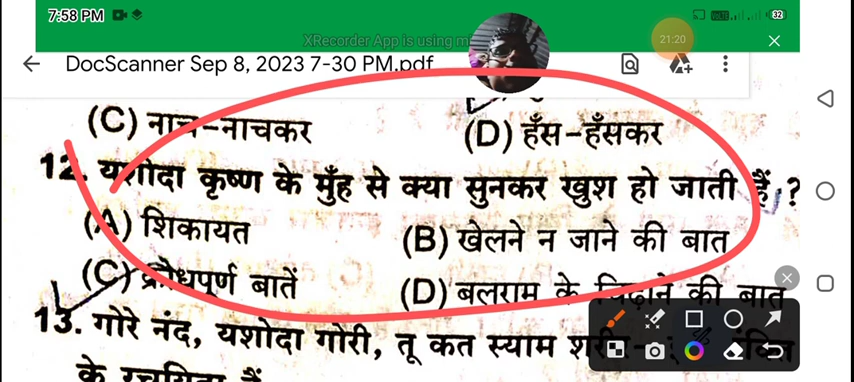 7:58 PM
32
XRecorder App is using m
21:20
DocScanner Sep 8, 2023 7-30 PM.pdf
(C) नाच-नाचकर (D) हँस-हँसकर
12. यशोदा कृष्ण के मुँह से क्या सुनकर खुश हो जाती हैं ?
(A) शिकायत (B) खेलने न जाने की बात
(C) क्रौधपूर्ण बातें (D) बलराम के चिढ़ाने की बात
13. गोरे नंद, यशोदा गोरी, तू कत स्याम
के रचयिता हैं